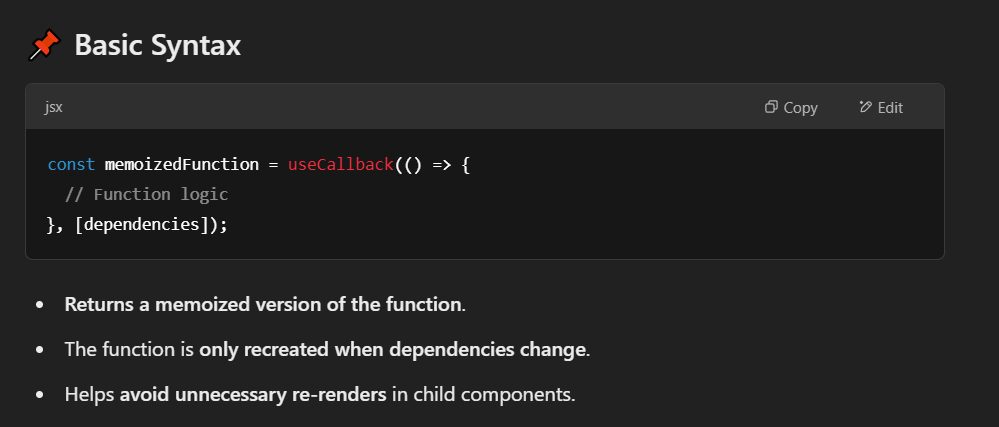 📌 Basic Syntax
jsx
Copy
Edit
const memoizedFunction = useCallback(() => {
  // Function logic
}, [dependencies]);
• Returns a memoized version of the function.
• The function is only recreated when dependencies change.
• Helps avoid unnecessary re-renders in child components.